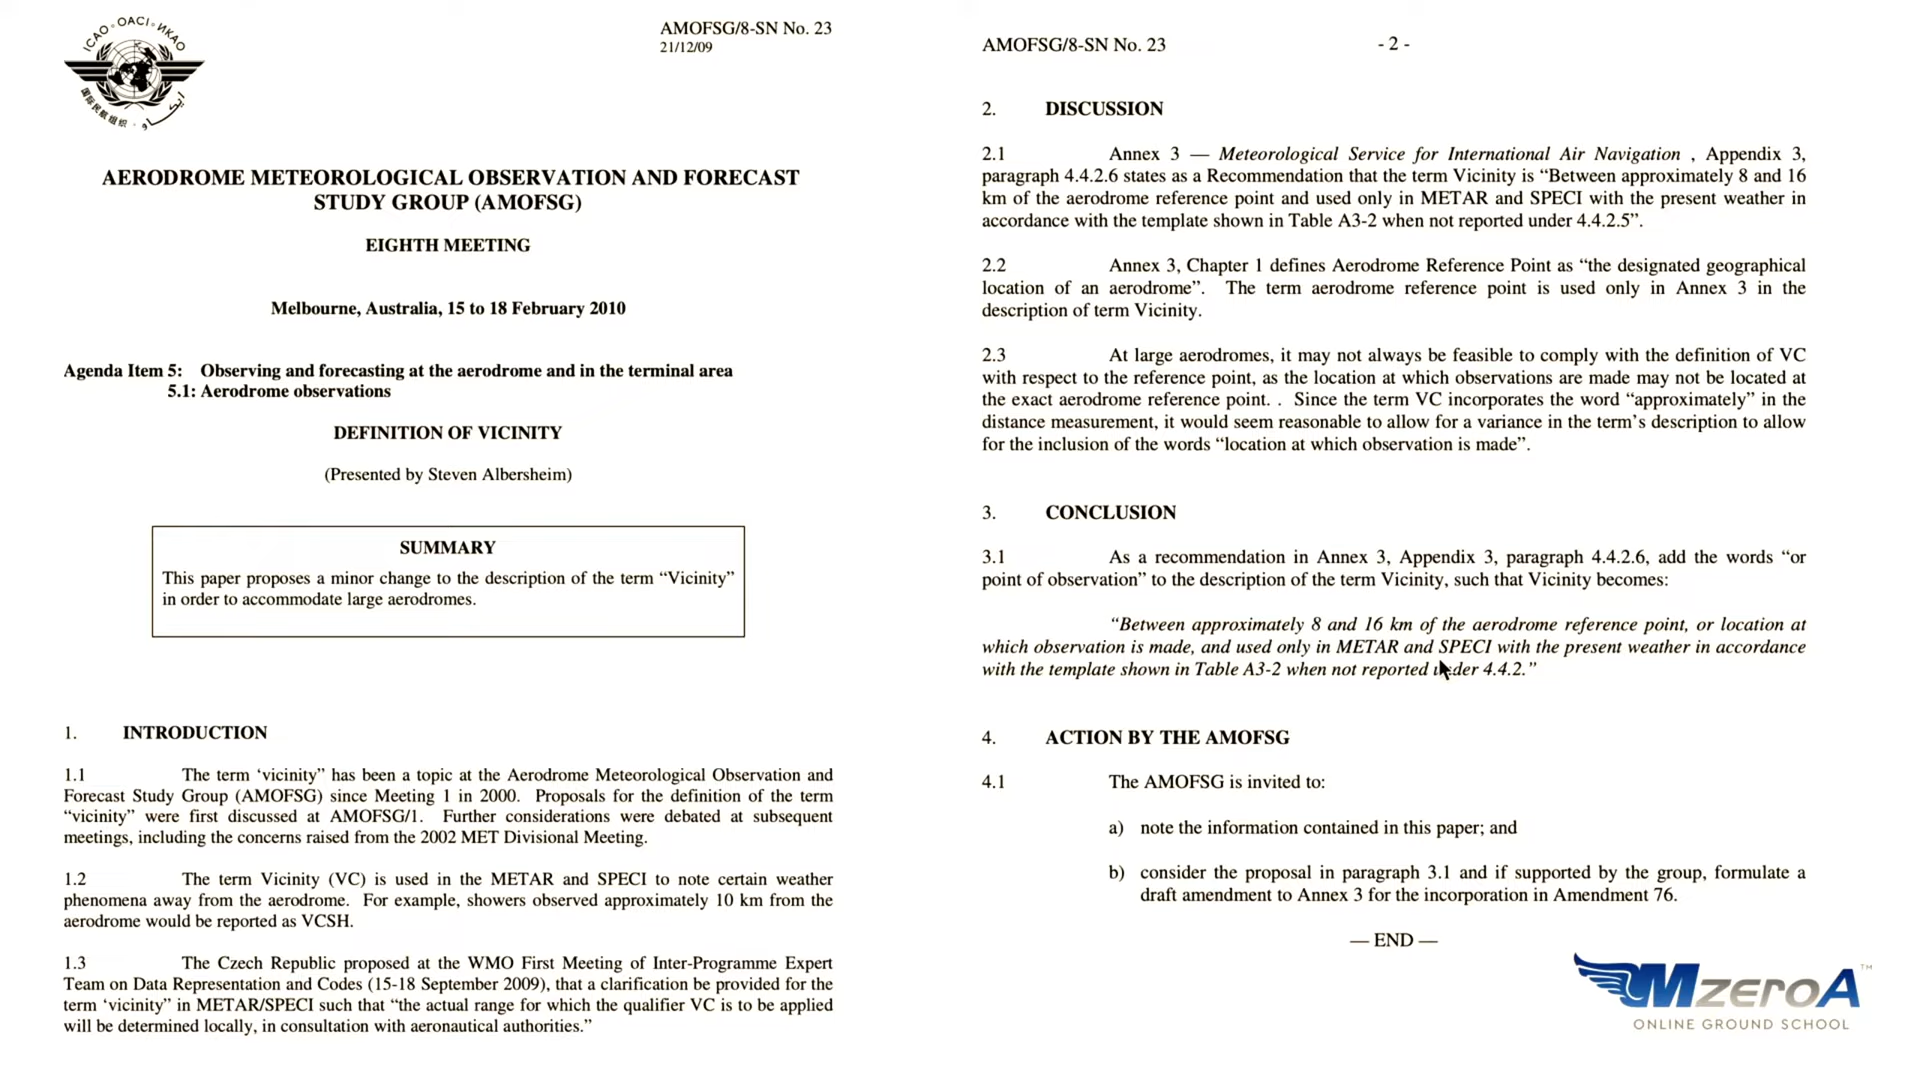 ICAO · OACI · ИКАО
国际民航组织
AMOFSG/8-SN No. 23
21/12/09
AERODROME METEOROLOGICAL OBSERVATION AND FORECAST
STUDY GROUP (AMOFSG)
EIGHTH MEETING
Melbourne, Australia, 15 to 18 February 2010
Agenda Item 5: Observing and forecasting at the aerodrome and in the terminal area
5.1: Aerodrome observations
DEFINITION OF VICINITY
(Presented by Steven Albersheim)
SUMMARY
This paper proposes a minor change to the description of the term “Vicinity”
in order to accommodate large aerodromes.
1. INTRODUCTION
1.1 The term ‘vicinity” has been a topic at the Aerodrome Meteorological Observation and
Forecast Study Group (AMOFSG) since Meeting 1 in 2000. Proposals for the definition of the term
“vicinity” were first discussed at AMOFSG/1. Further considerations were debated at subsequent
meetings, including the concerns raised from the 2002 MET Divisional Meeting.
1.2 The term Vicinity (VC) is used in the METAR and SPECI to note certain weather
phenomena away from the aerodrome. For example, showers observed approximately 10 km from the
aerodrome would be reported as VCSH.
1.3 The Czech Republic proposed at the WMO First Meeting of Inter-Programme Expert
Team on Data Representation and Codes (15-18 September 2009), that a clarification be provided for the
term ‘vicinity” in METAR/SPECI such that “the actual range for which the qualifier VC is to be applied
will be determined locally, in consultation with aeronautical authorities.”
AMOFSG/8-SN No. 23 - 2 -
2. DISCUSSION
2.1 Annex 3 — Meteorological Service for International Air Navigation , Appendix 3,
paragraph 4.4.2.6 states as a Recommendation that the term Vicinity is “Between approximately 8 and 16
km of the aerodrome reference point and used only in METAR and SPECI with the present weather in
accordance with the template shown in Table A3-2 when not reported under 4.4.2.5”.
2.2 Annex 3, Chapter 1 defines Aerodrome Reference Point as “the designated geographical
location of an aerodrome”. The term aerodrome reference point is used only in Annex 3 in the
description of term Vicinity.
2.3 At large aerodromes, it may not always be feasible to comply with the definition of VC
with respect to the reference point, as the location at which observations are made may not be located at
the exact aerodrome reference point. . Since the term VC incorporates the word “approximately” in the
distance measurement, it would seem reasonable to allow for a variance in the term’s description to allow
for the inclusion of the words “location at which observation is made”.
3. CONCLUSION
3.1 As a recommendation in Annex 3, Appendix 3, paragraph 4.4.2.6, add the words “or
point of observation” to the description of the term Vicinity, such that Vicinity becomes:
“Between approximately 8 and 16 km of the aerodrome reference point, or location at
which observation is made, and used only in METAR and SPECI with the present weather in accordance
with the template shown in Table A3-2 when not reported under 4.4.2.”
4. ACTION BY THE AMOFSG
4.1 The AMOFSG is invited to:
a) note the information contained in this paper; and
b) consider the proposal in paragraph 3.1 and if supported by the group, formulate a
draft amendment to Annex 3 for the incorporation in Amendment 76.
— END —
MzeroA™
ONLINE GROUND SCHOOL